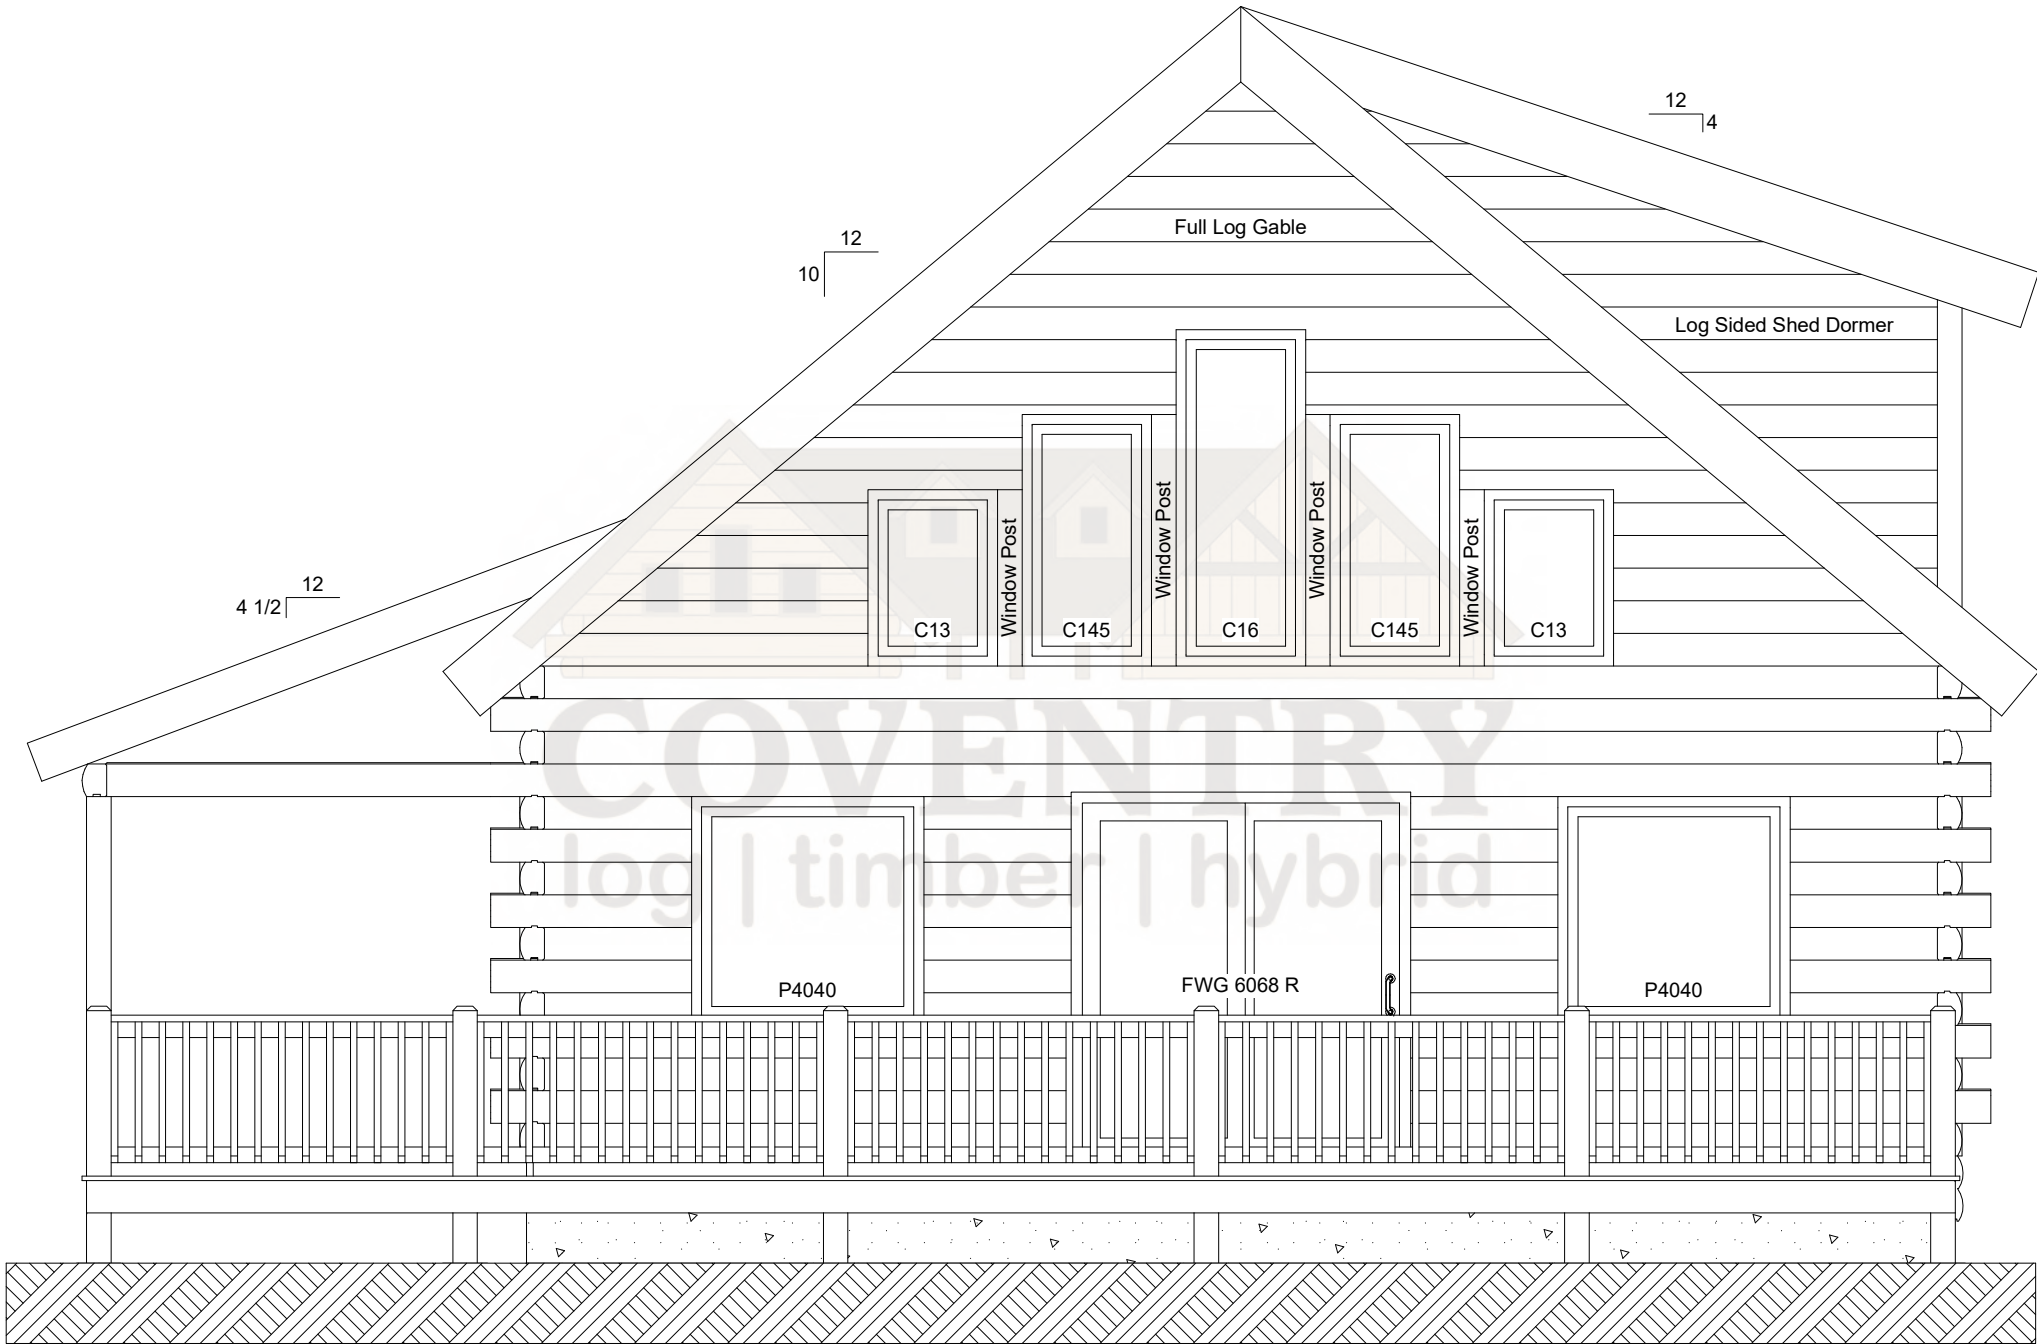 12
4
12
10
Full Log Gable
Log Sided Shed Dormer
12
4 1/2
C13
Window Post
C145
Window Post
C16
Window Post
C145
Window Post
C13
COVENTRY
log | timber | hybrid
P4040
FWG 6068 R
P4040